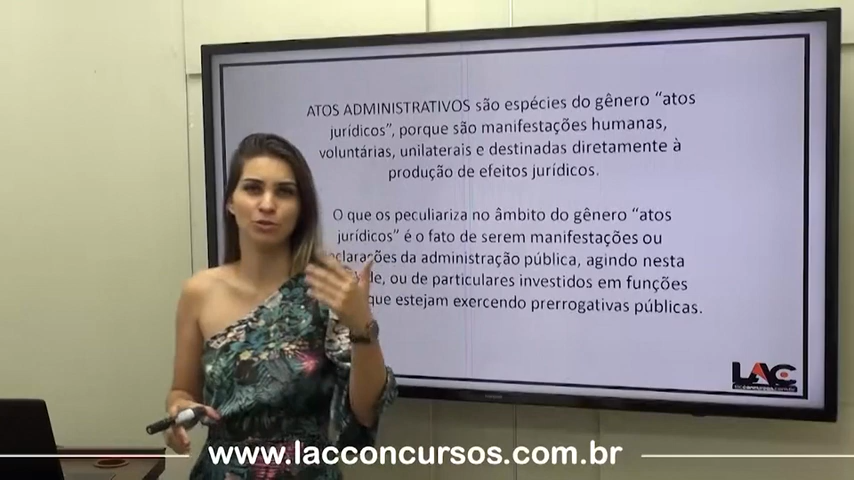 ATOS ADMINISTRATIVOS são espécies do gênero “atos
jurídicos”, porque são manifestações humanas,
voluntárias, unilaterais e destinadas diretamente à
produção de efeitos jurídicos.
O que os peculiariza no âmbito do gênero “atos
jurídicos” é o fato de serem manifestações ou
da administração pública, agindo nesta
ou de particulares investidos em funções
que estejam exercendo prerrogativas públicas.
LAC
www.lacconcursos.com.br